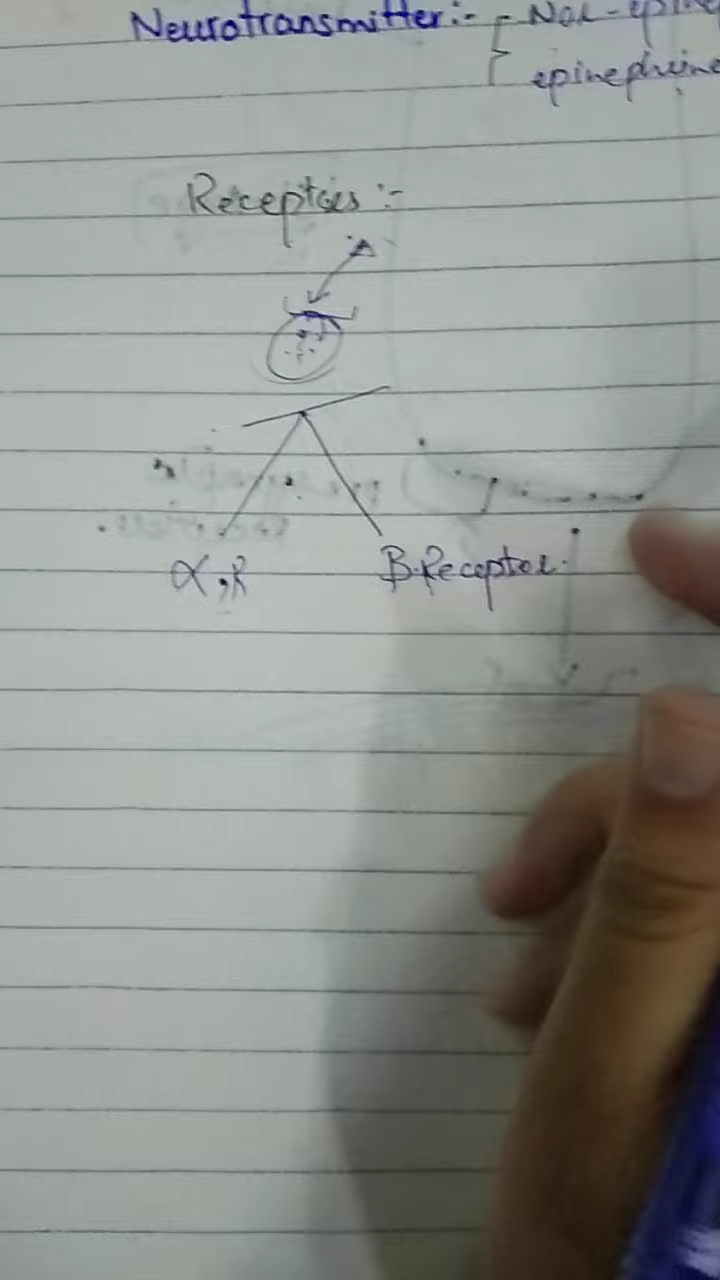 Neurotransmitter:-
epinephrine
Receptors :-
α,R B.Receptor.